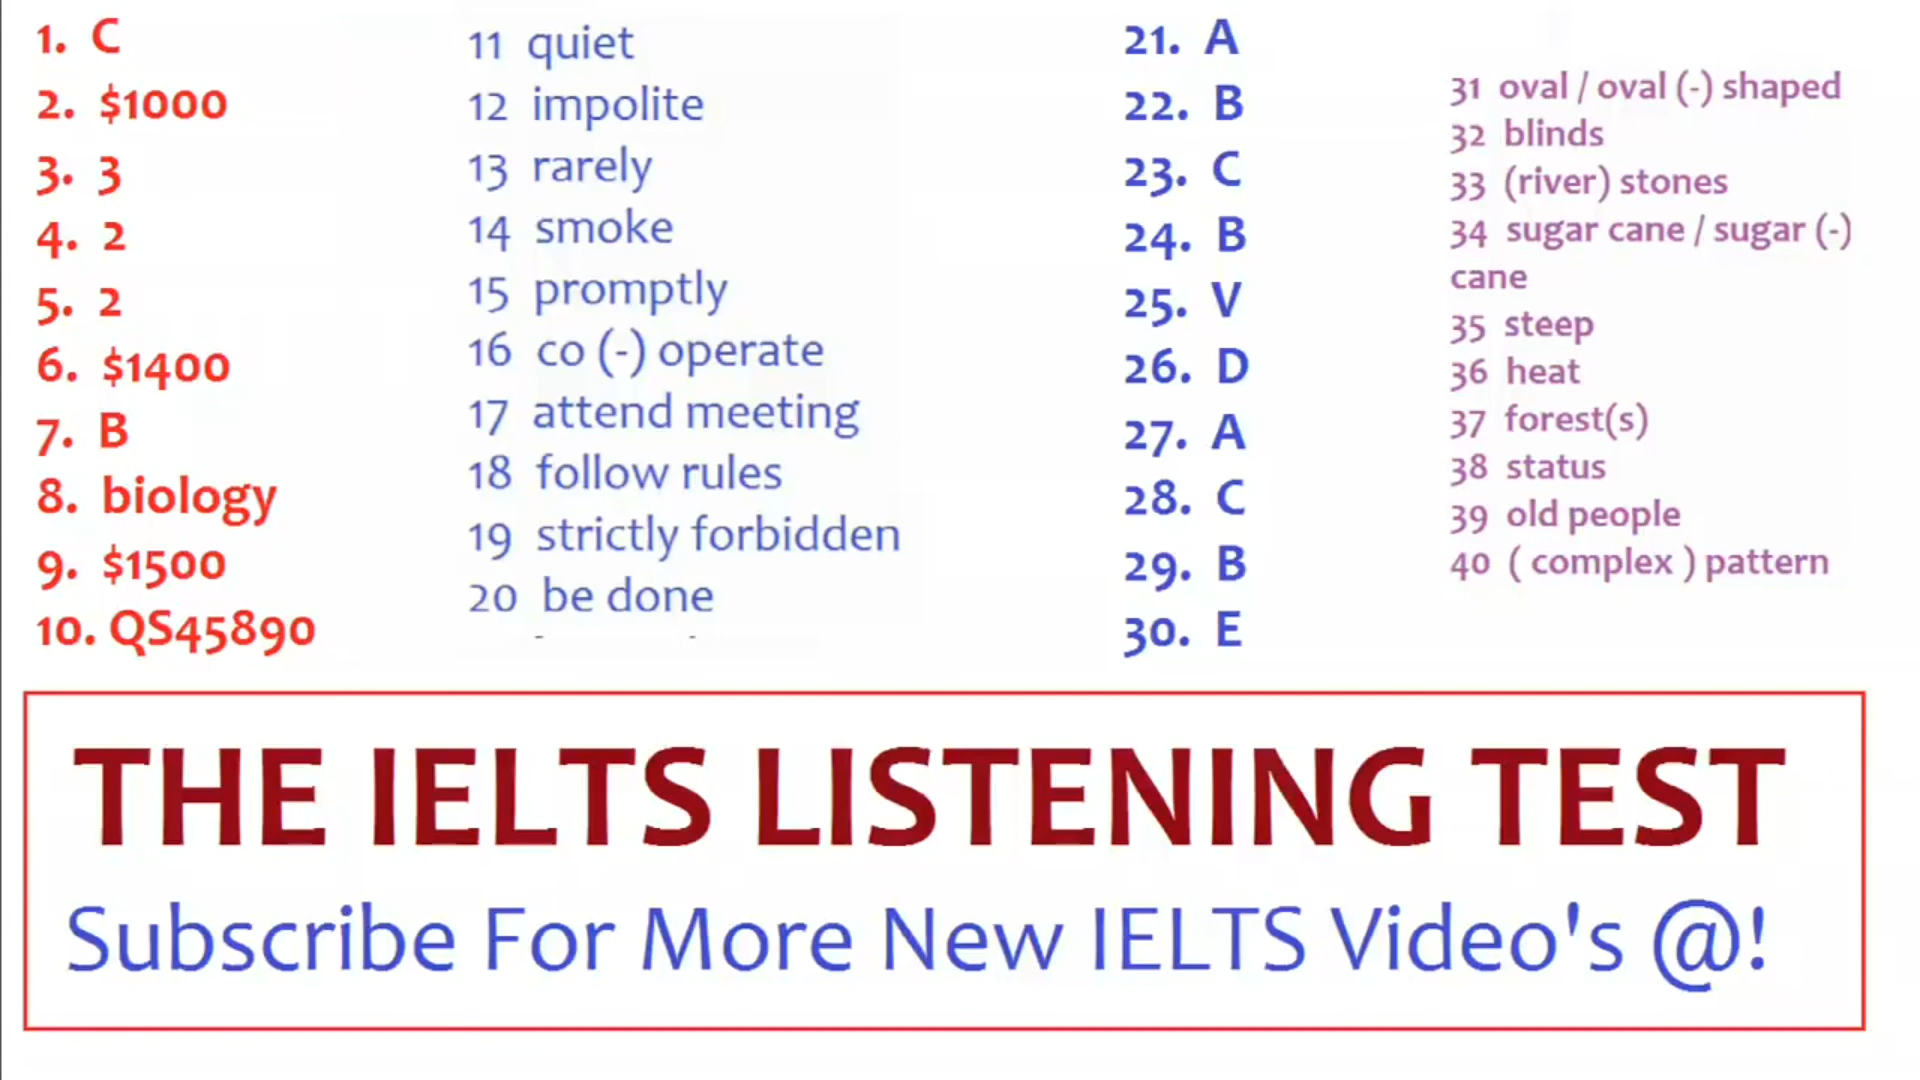 1. C
2. $1000
3. 3
4. 2
5. 2
6. $1400
7. B
8. biology
9. $1500
10. QS45890
11 quiet
12 impolite
13 rarely
14 smoke
15 promptly
16 co (-) operate
17 attend meeting
18 follow rules
19 strictly forbidden
20 be done
21. A
22. B
23. C
24. B
25. V
26. D
27. A
28. C
29. B
30. E
31 oval / oval (-) shaped
32 blinds
33 (river) stones
34 sugar cane / sugar (-)
cane
35 steep
36 heat
37 forest(s)
38 status
39 old people
40 ( complex ) pattern
THE IELTS LISTENING TEST
Subscribe For More New IELTS Video's @!